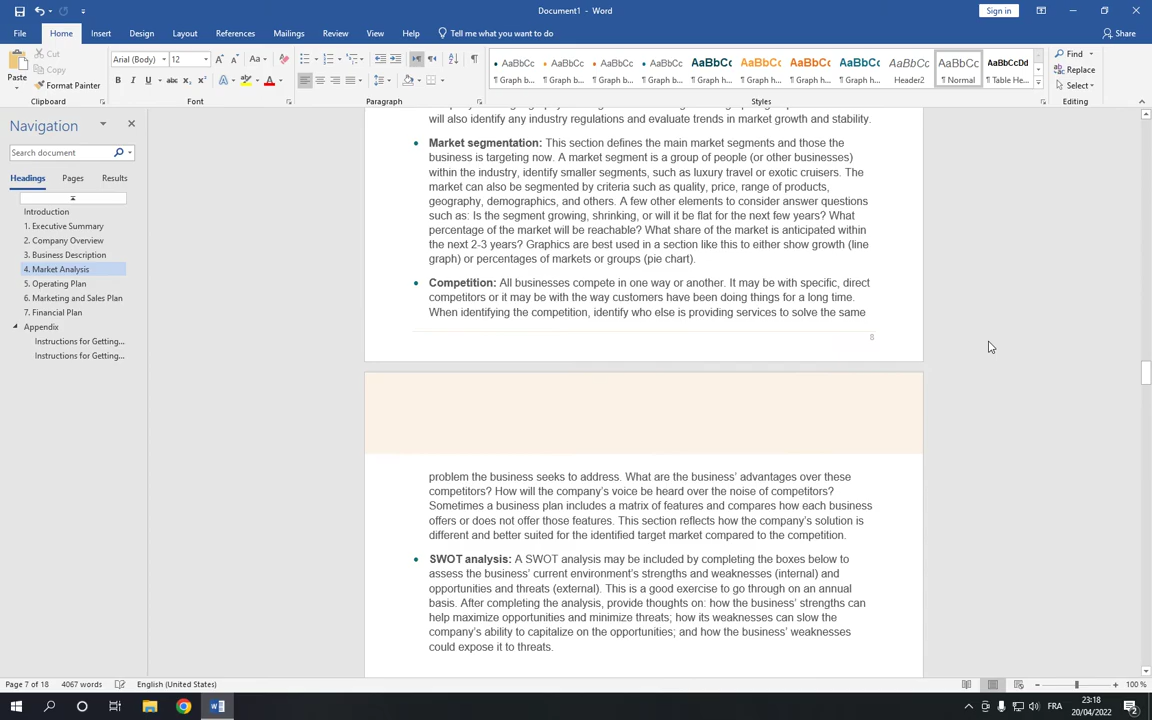 Document1 - Word
Sign in
File Home Insert Design Layout References Mailings Review View Help Tell me what you want to do Share
Paste
Cut
Copy
Format Painter
Clipboard
Arial (Body) 12
Font
Paragraph
AaBbCc AaBbCc AaBbCc AaBbCc AaBbCc AaBbCc AaBbCc AaBbCc AaBbCc AaBbCc AaBbCcDd
¶ Graph b... ¶ Graph b... ¶ Graph b... ¶ Graph b... ¶ Graph h... ¶ Graph h... ¶ Graph h... ¶ Graph h... Header2 ¶ Normal ¶ Table He...
Styles
Find
Replace
Select
Editing
Navigation
Search document
Headings Pages Results
Introduction
1. Executive Summary
2. Company Overview
3. Business Description
4. Market Analysis
5. Operating Plan
6. Marketing and Sales Plan
7. Financial Plan
Appendix
Instructions for Getting...
Instructions for Getting...
will also identify any industry regulations and evaluate trends in market growth and stability.
• Market segmentation: This section defines the main market segments and those the
business is targeting now. A market segment is a group of people (or other businesses)
within the industry, identify smaller segments, such as luxury travel or exotic cruisers. The
market can also be segmented by criteria such as quality, price, range of products,
geography, demographics, and others. A few other elements to consider answer questions
such as: Is the segment growing, shrinking, or will it be flat for the next few years? What
percentage of the market will be reachable? What share of the market is anticipated within
the next 2-3 years? Graphics are best used in a section like this to either show growth (line
graph) or percentages of markets or groups (pie chart).
• Competition: All businesses compete in one way or another. It may be with specific, direct
competitors or it may be with the way customers have been doing things for a long time.
When identifying the competition, identify who else is providing services to solve the same
8
problem the business seeks to address. What are the business’ advantages over these
competitors? How will the company’s voice be heard over the noise of competitors?
Sometimes a business plan includes a matrix of features and compares how each business
offers or does not offer those features. This section reflects how the company’s solution is
different and better suited for the identified target market compared to the competition.
• SWOT analysis: A SWOT analysis may be included by completing the boxes below to
assess the business’ current environment’s strengths and weaknesses (internal) and
opportunities and threats (external). This is a good exercise to go through on an annual
basis. After completing the analysis, provide thoughts on: how the business’ strengths can
help maximize opportunities and minimize threats; how its weaknesses can slow the
company’s ability to capitalize on the opportunities; and how the business’ weaknesses
could expose it to threats.
Page 7 of 18 4067 words English (United States) 100 %
FRA
23:18
20/04/2022
2